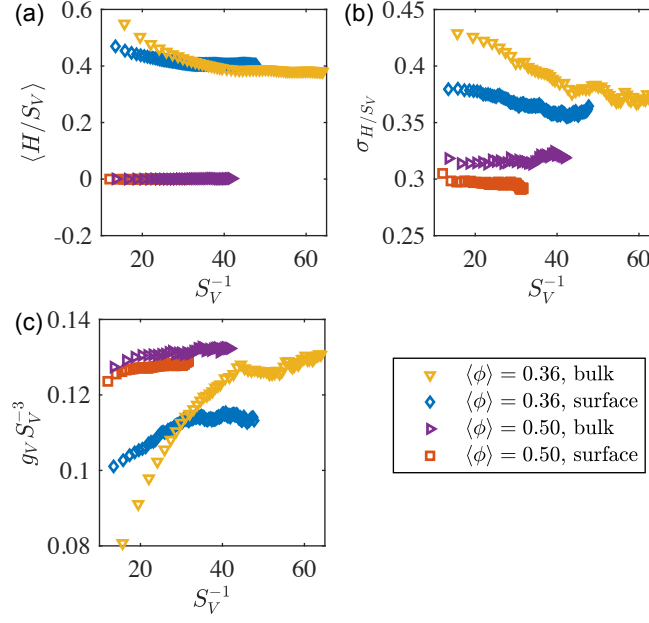 (a)
0.6
0.4
0.2
0
-0.2
⟨H/S_V⟩
20 40 60
S_V^{-1}
(b)
0.45
0.4
0.35
0.3
0.25
σ_{H/S_V}
20 40 60
S_V^{-1}
(c)
0.14
0.12
0.1
0.08
g_V S_V^{-3}
20 40 60
S_V^{-1}
⟨ϕ⟩ = 0.36, bulk
⟨ϕ⟩ = 0.36, surface
⟨ϕ⟩ = 0.50, bulk
⟨ϕ⟩ = 0.50, surface